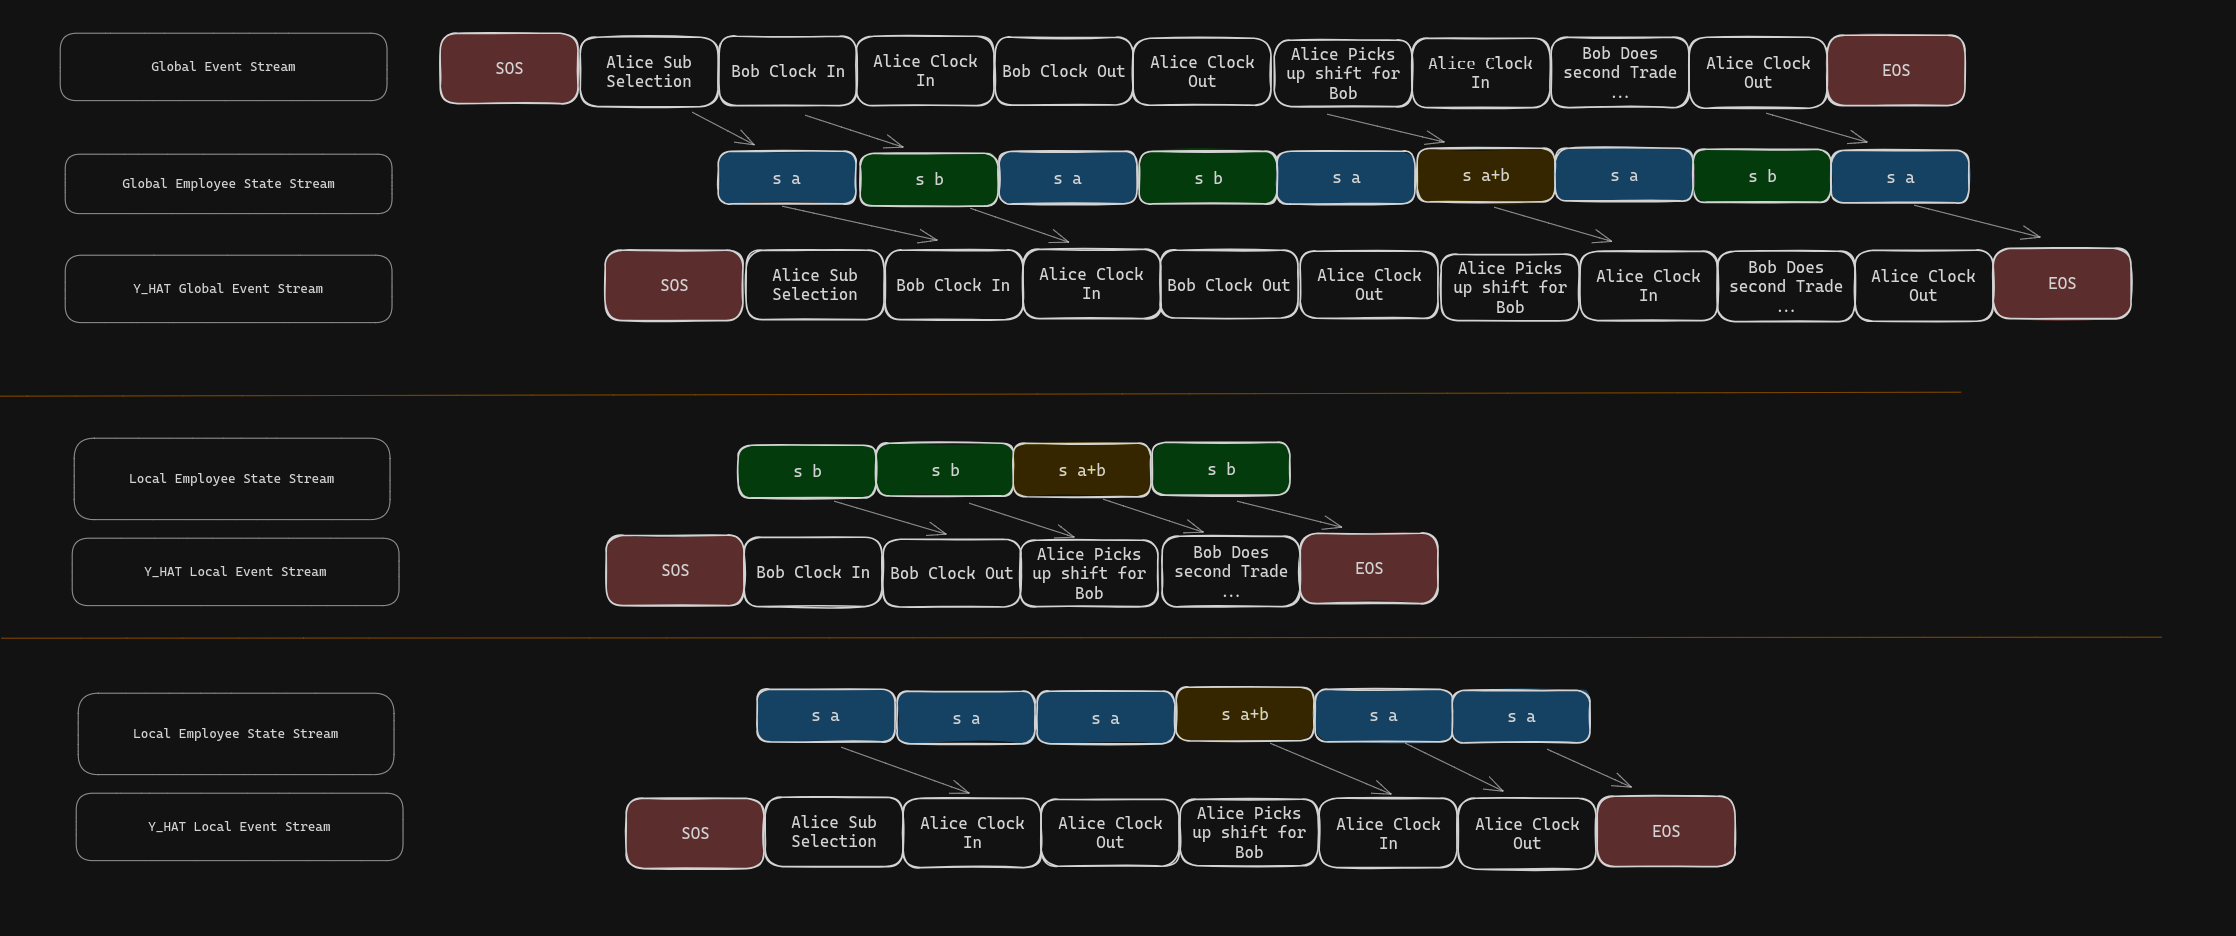 Global Event Stream
SOS
Alice Sub
Selection
Bob Clock In
Alice Clock
In
Bob Clock Out
Alice Clock
Out
Alice Picks
up shift for
Bob
Alice Clock
In
Bob Does
second Trade
...
Alice Clock
Out
EOS
Global Employee State Stream
s a
s b
s a
s b
s a
s a+b
s a
s b
s a
Y_HAT Global Event Stream
SOS
Alice Sub
Selection
Bob Clock In
Alice Clock
In
Bob Clock Out
Alice Clock
Out
Alice Picks
up shift for
Bob
Alice Clock
In
Bob Does
second Trade
...
Alice Clock
Out
EOS
Local Employee State Stream
s b
s b
s a+b
s b
Y_HAT Local Event Stream
SOS
Bob Clock In
Bob Clock Out
Alice Picks
up shift for
Bob
Bob Does
second Trade
...
EOS
Local Employee State Stream
s a
s a
s a
s a+b
s a
s a
Y_HAT Local Event Stream
SOS
Alice Sub
Selection
Alice Clock
In
Alice Clock
Out
Alice Picks
up shift for
Bob
Alice Clock
In
Alice Clock
Out
EOS